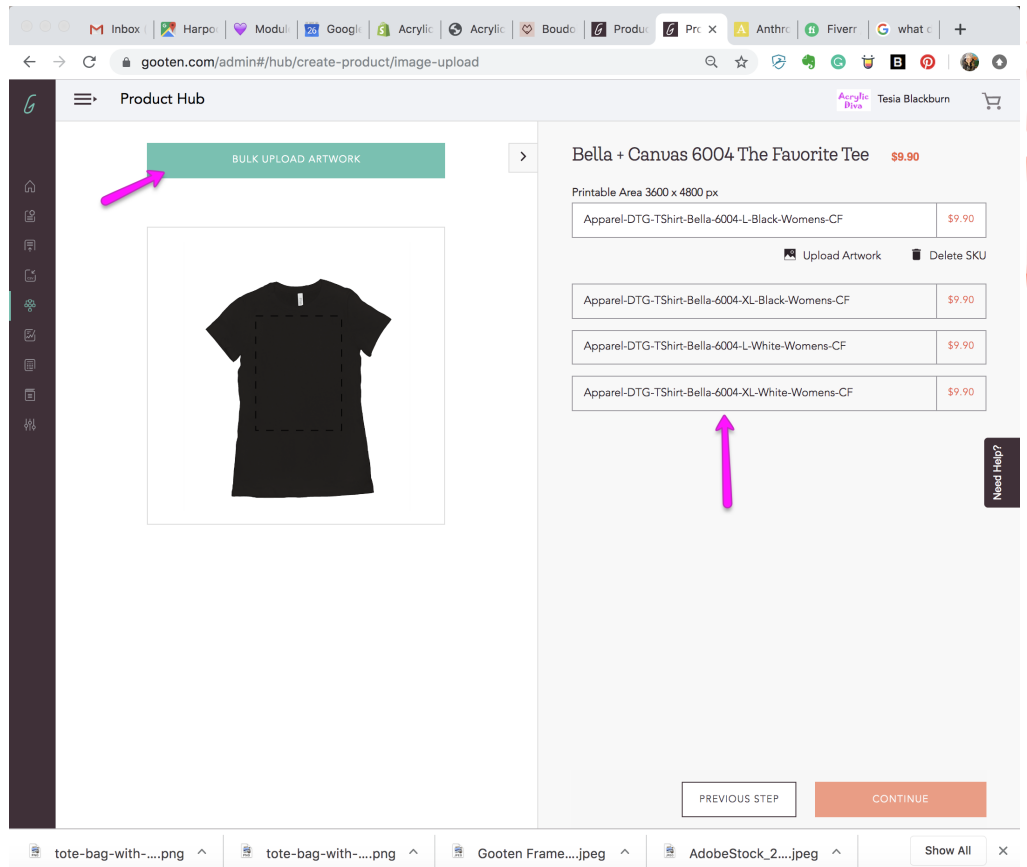 Inbox
Harpor
Modul
26
Google
Acrylic
Acrylic
Boudo
Produ
Pro
A
Anthro
fi
Fiverr
G
what d
gooten.com/admin#/hub/create-product/image-upload
B
G
Product Hub
Acrylic
Diva
Tesia Blackburn
BULK UPLOAD ARTWORK
Bella + Canvas 6004 The Favorite Tee $9.90
Printable Area 3600 x 4800 px
Apparel-DTG-TShirt-Bella-6004-L-Black-Womens-CF $9.90
Upload Artwork Delete SKU
Apparel-DTG-TShirt-Bella-6004-XL-Black-Womens-CF $9.90
Apparel-DTG-TShirt-Bella-6004-L-White-Womens-CF $9.90
Apparel-DTG-TShirt-Bella-6004-XL-White-Womens-CF $9.90
Need Help?
PREVIOUS STEP CONTINUE
tote-bag-with-....png
tote-bag-with-....png
Gooten Frame....jpeg
AdobeStock_2....jpeg
Show All